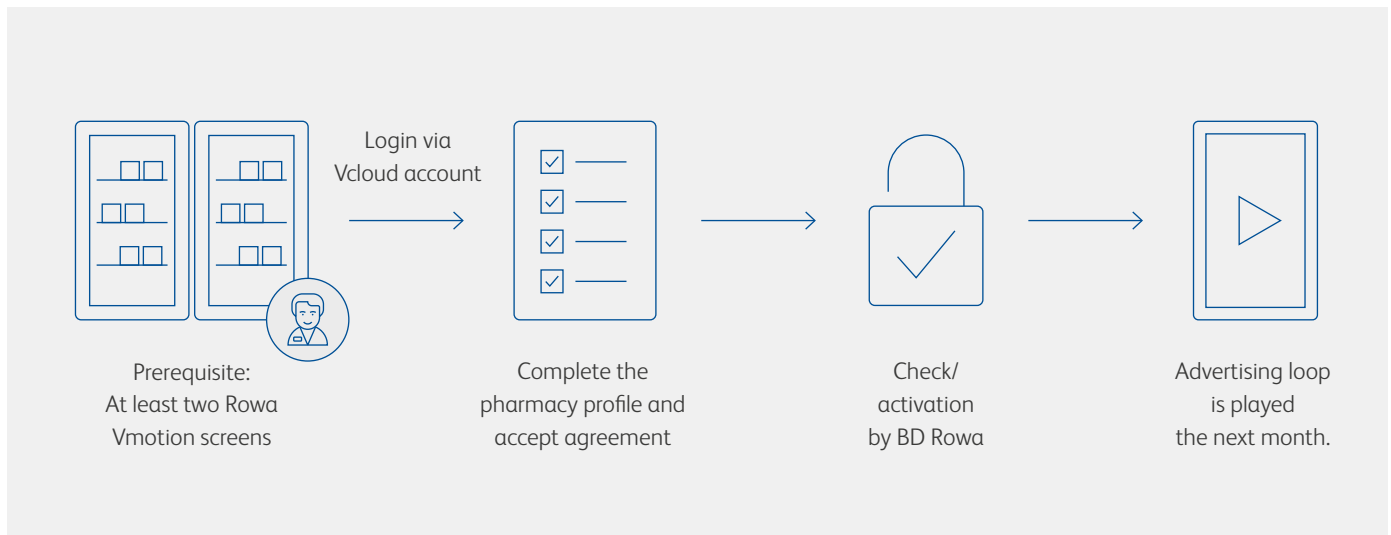 Login via
Vcloud account
Prerequisite:
At least two Rowa
Vmotion screens
Complete the
pharmacy profile and
accept agreement
Check/
activation
by BD Rowa
Advertising loop
is played
the next month.